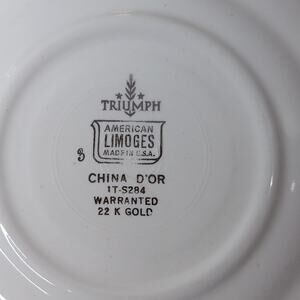 TRIUMPH
AMERICAN
LIMOGES
MADE IN U.S.A.
CHINA D'OR
1T-S284
WARRANTED
22 K GOLD